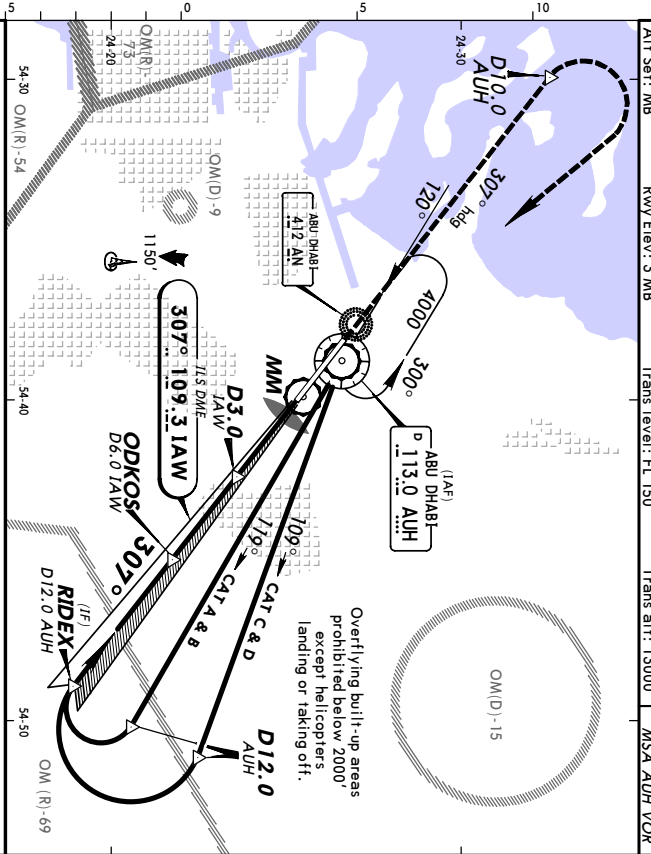 Alt Set: MB
Rwy Elev: 3 MB
Trans level: FL 150
Trans alt: 13000
MSA AUH VOR
5
0
5
10
24-20
24-30
54-30
54-40
54-50
OM(R)-
73
OM(R)-54
OM(D)-9
1150'
D10.0
AUH
307° hdg
120°
4000
300°
ABU DHABI
412 AN
(IAF)
ABU DHABI
D 113.0 AUH
MM
ILS DME
307° 109.3 IAW
D3.0
IAW
ODKOS
D6.0 IAW
307°
(IF)
RIDEX
D12.0 AUH
109°
CAT C & D
119°
CAT A & B
D12.0
AUH
Overflying built-up areas
prohibited below 2000'
except helicopters
landing or taking off.
OM(D)-15
OM (R)-69